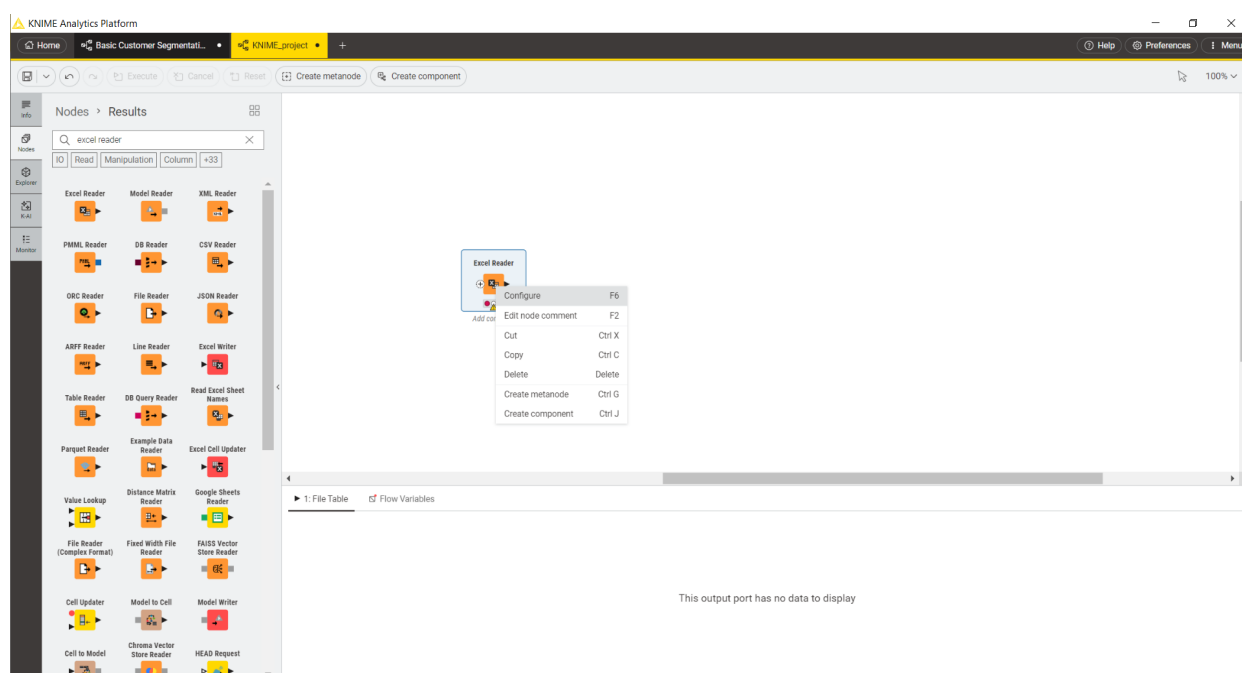 KNIME Analytics Platform
Home
Basic Customer Segmentati...
KNIME_project
+
Help
Preferences
Menu
Execute
Cancel
Reset
Create metanode
Create component
100%
Info
Nodes
Explorer
K-AI
Monitor
Nodes > Results
excel reader
IO Read Manipulation Column +33
Excel Reader Model Reader XML Reader
PMML Reader DB Reader CSV Reader
ORC Reader File Reader JSON Reader
ARFF Reader Line Reader Excel Writer
Table Reader DB Query Reader Read Excel Sheet
Names
Parquet Reader Example Data
Reader Excel Cell Updater
Value Lookup Distance Matrix
Reader Google Sheets
Reader
File Reader
(Complex Format) Fixed Width File
Reader FAISS Vector
Store Reader
Cell Updater Model to Cell Model Writer
Cell to Model Chroma Vector
Store Reader HEAD Request
Excel Reader
Add
Configure F6
Edit node comment F2
Cut Ctrl X
Copy Ctrl C
Delete Delete
Create metanode Ctrl G
Create component Ctrl J
1: File Table
Flow Variables
This output port has no data to display